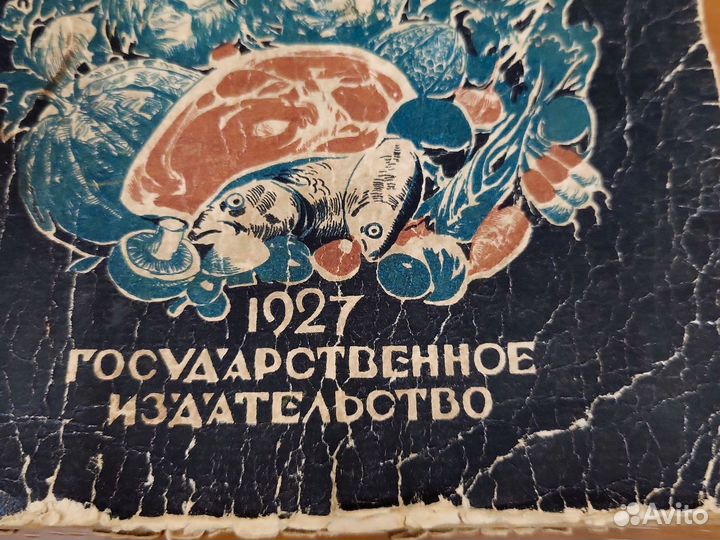 1927
ГОСУДАРСТВЕННОЕ
ИЗДАТЕЛЬСТВО
Avito